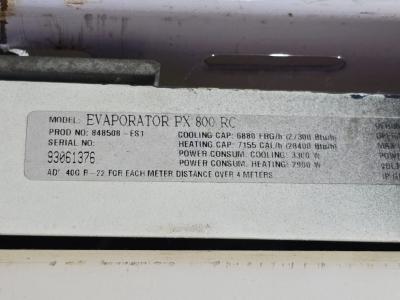 MODEL: EVAPORATOR PX 800 RC
PROD NO: 848508-ES1
SERIAL NO:
93061376
COOLING CAP: 6880 FRG/h (27300 Btu/h)
HEATING CAP: 7155 CAL/h (28400 Btu/h)
POWER CONSUM. COOLING: 3300 W
POWER CONSUM. HEATING: 2900 W
AD' 40G R-22 FOR EACH METER DISTANCE OVER 4 METERS